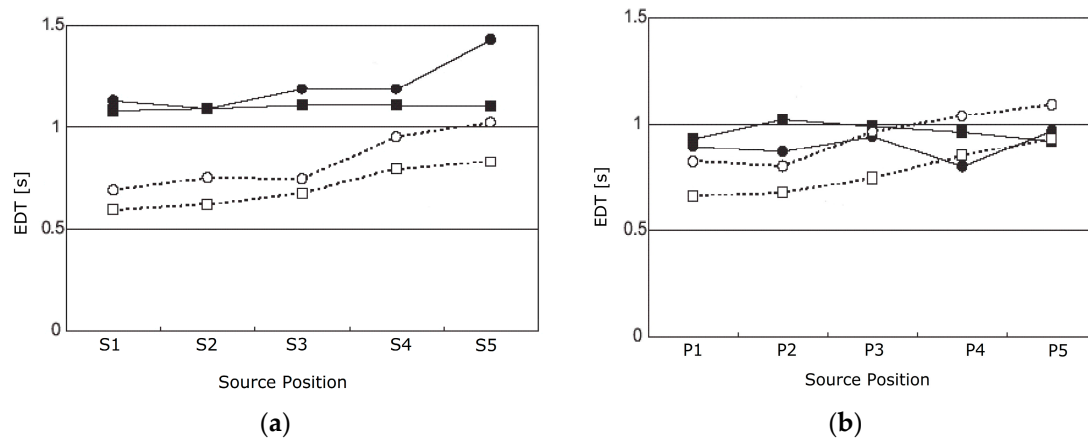 1.5
1
0.5
0
EDT [s]
S1 S2 S3 S4 S5
Source Position
(a)
1.5
1
0.5
0
EDT [s]
P1 P2 P3 P4 P5
Source Position
(b)